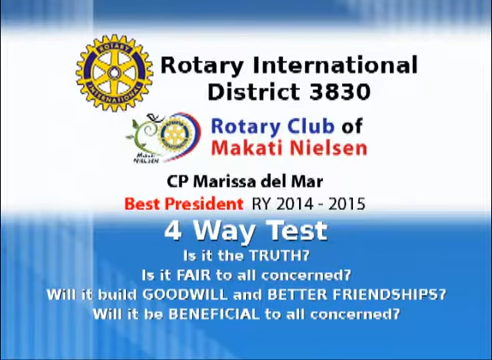 ROTARY
INTERNATIONAL
Rotary International
District 3830
Rotary Club of
Makati Nielsen
Makati
NIELSEN
CP Marissa del Mar
Best President RY 2014 - 2015
4 Way Test
Is it the TRUTH?
Is it FAIR to all concerned?
Will it build GOODWILL and BETTER FRIENDSHIPS?
Will it be BENEFICIAL to all concerned?